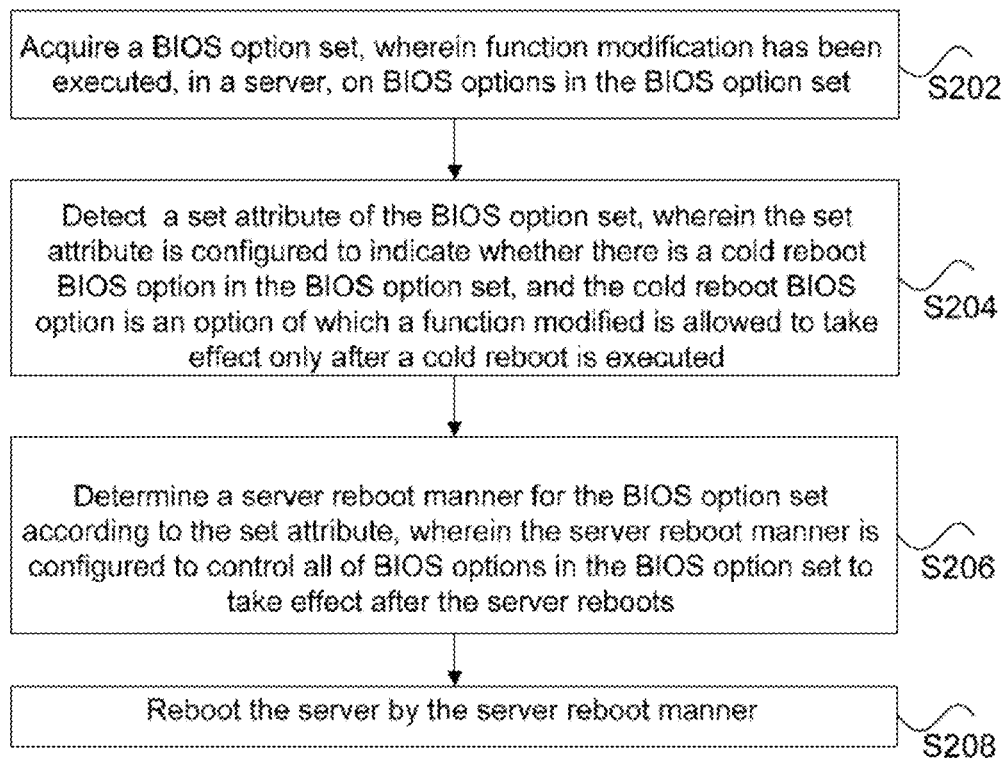 Acquire a BIOS option set, wherein function modification has been
executed, in a server, on BIOS options in the BIOS option set
S202
Detect a set attribute of the BIOS option set, wherein the set
attribute is configured to indicate whether there is a cold reboot
BIOS option in the BIOS option set, and the cold reboot BIOS
option is an option of which a function modified is allowed to take
effect only after a cold reboot is executed
S204
Determine a server reboot manner for the BIOS option set
according to the set attribute, wherein the server reboot manner is
configured to control all of BIOS options in the BIOS option set to
take effect after the server reboots
S206
Reboot the server by the server reboot manner
S208